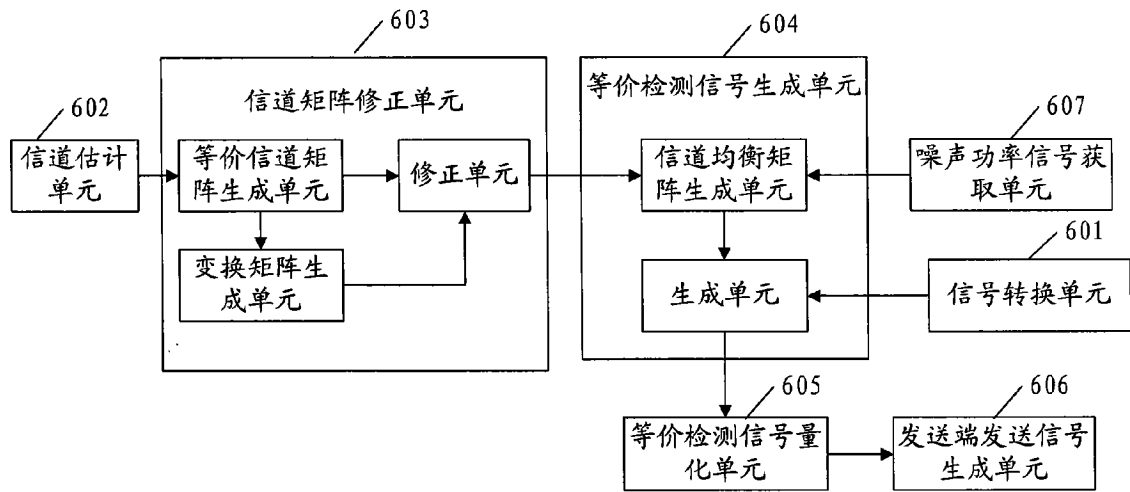 603
604
信道矩阵修正单元
等价检测信号生成单元
602
607
信道估计
单元
等价信道矩
阵生成单元
修正单元
信道均衡矩
阵生成单元
噪声功率信号获
取单元
601
变换矩阵生
成单元
生成单元
信号转换单元
605
606
等价检测信号量
化单元
发送端发送信号
生成单元